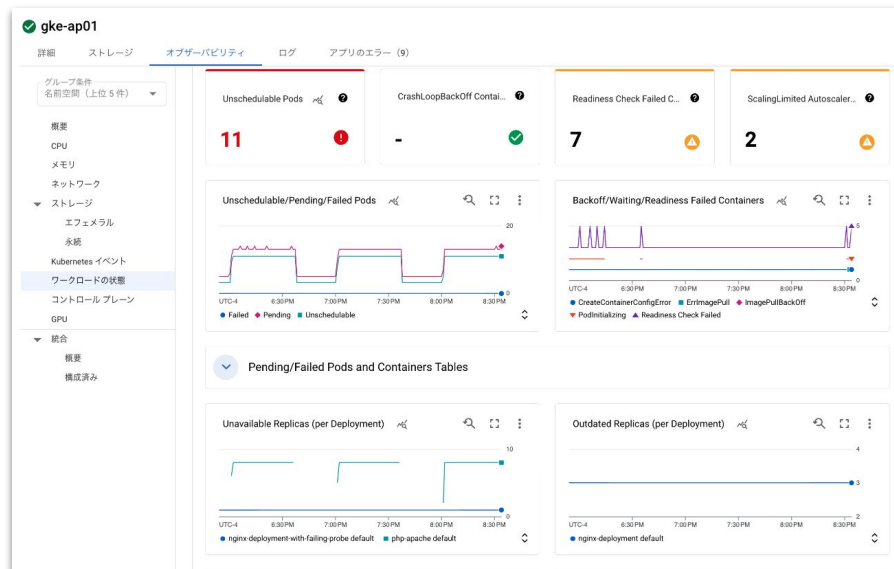 gke-ap01
詳細 ストレージ オブザーバビリティ ログ アプリのエラー（9）
グループ条件
名前空間（上位 5 件）
概要
CPU
メモリ
ネットワーク
ストレージ
エフェメラル
永続
Kubernetes イベント
ワークロードの状態
コントロール プレーン
GPU
統合
概要
構成済み
Unschedulable Pods
11
CrashLoopBackOff Contai...
-
Readiness Check Failed C...
7
ScalingLimited Autoscaler...
2
Unschedulable/Pending/Failed Pods
20
0
UTC-4 6:30 PM 7:00 PM 7:30 PM 8:00 PM 8:30 PM
Failed Pending Unschedulable
Backoff/Waiting/Readiness Failed Containers
5
0
UTC-4 6:30 PM 7:00 PM 7:30 PM 8:00 PM 8:30 PM
CreateContainerConfigError ErrImagePull ImagePullBackOff
PodInitializing Readiness Check Failed
Pending/Failed Pods and Containers Tables
Unavailable Replicas (per Deployment)
10
0
UTC-4 6:30 PM 7:00 PM 7:30 PM 8:00 PM 8:30 PM
nginx-deployment-with-failing-probe default php-apache default
Outdated Replicas (per Deployment)
4
3
2
UTC-4 6:30 PM 7:00 PM 7:30 PM 8:00 PM 8:30 PM
nginx-deployment default